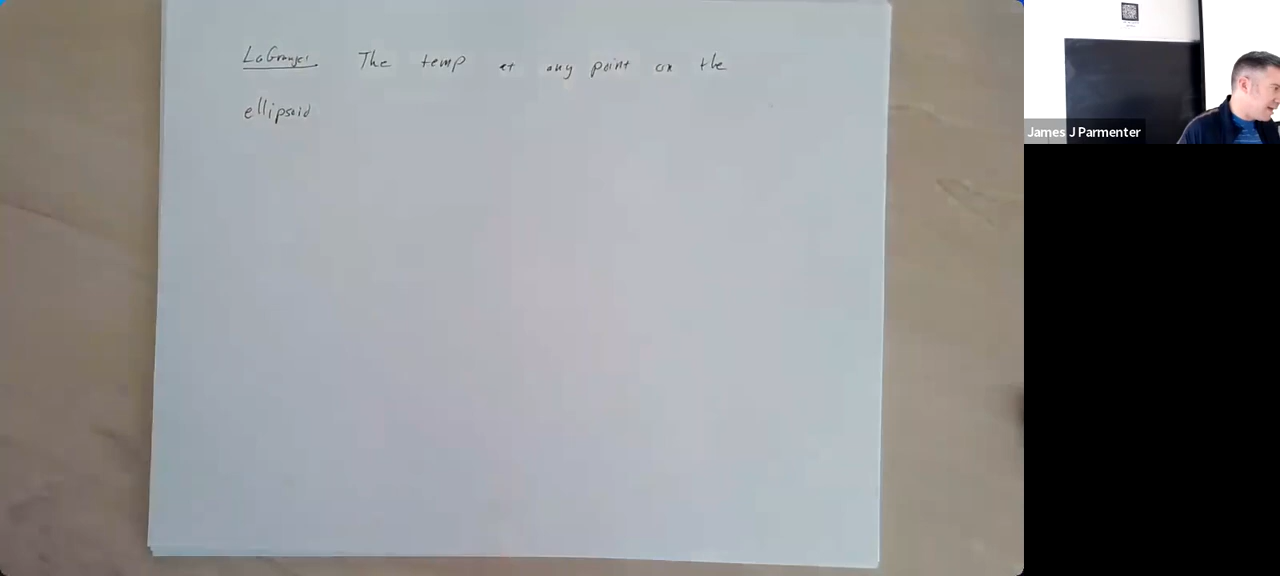 LaGrange: The temp at any point on the
ellipsoid
James J Parmenter